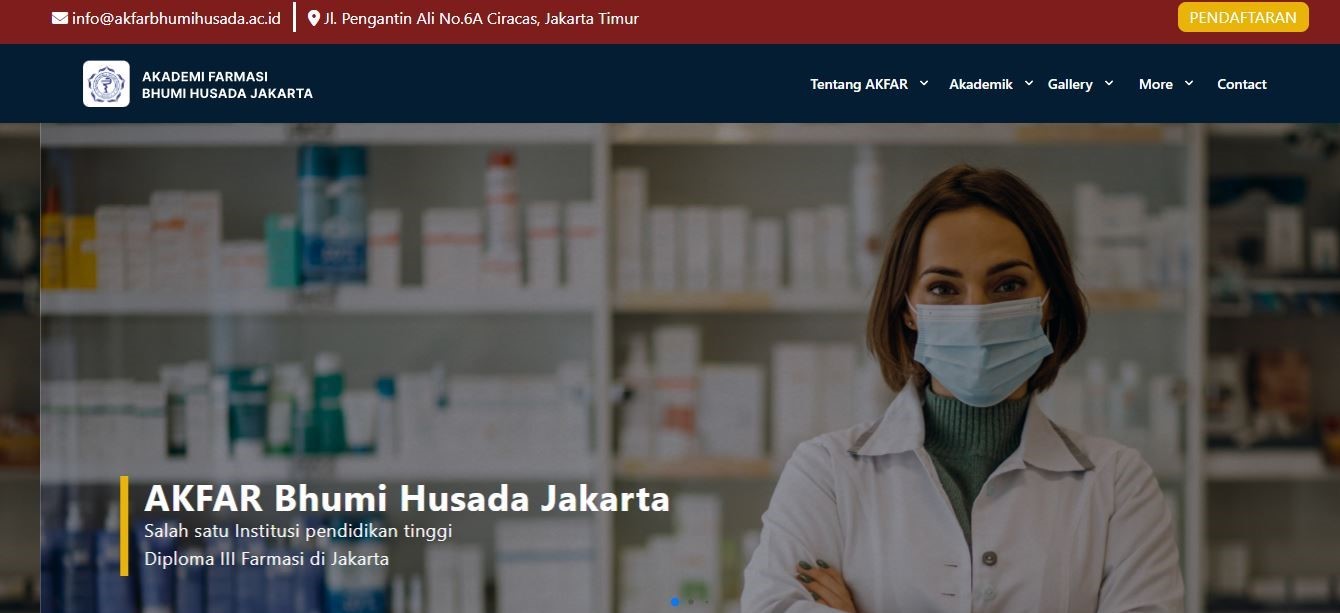 info@akfarbhumihusada.ac.id
Jl. Pengantin Ali No.6A Ciracas, Jakarta Timur
PENDAFTARAN
AKADEMI FARMASI
BHUMI HUSADA JAKARTA
Tentang AKFAR
Akademik
Gallery
More
Contact
AKFAR Bhumi Husada Jakarta
Salah satu Institusi pendidikan tinggi
Diploma III Farmasi di Jakarta